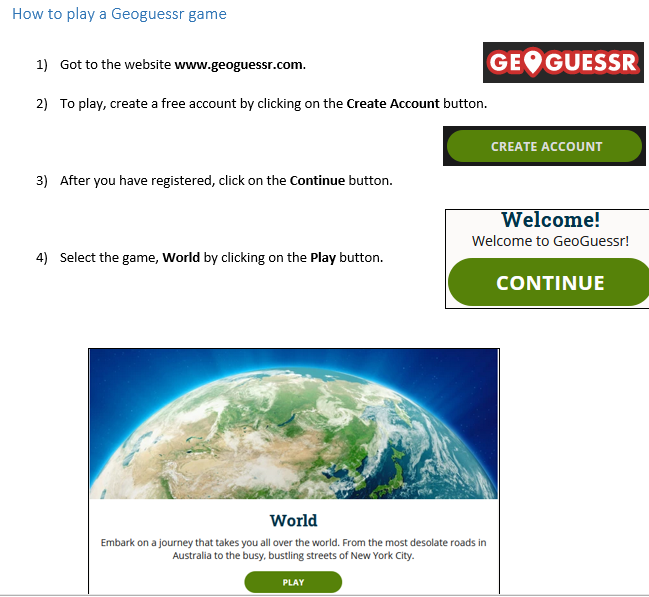 How to play a Geoguessr game
1) Got to the website www.geoguessr.com.
GEOGUESSR
2) To play, create a free account by clicking on the Create Account button.
CREATE ACCOUNT
3) After you have registered, click on the Continue button.
Welcome!
Welcome to GeoGuessr!
4) Select the game, World by clicking on the Play button.
CONTINUE
World
Embark on a journey that takes you all over the world. From the most desolate roads in
Australia to the busy, bustling streets of New York City.
PLAY